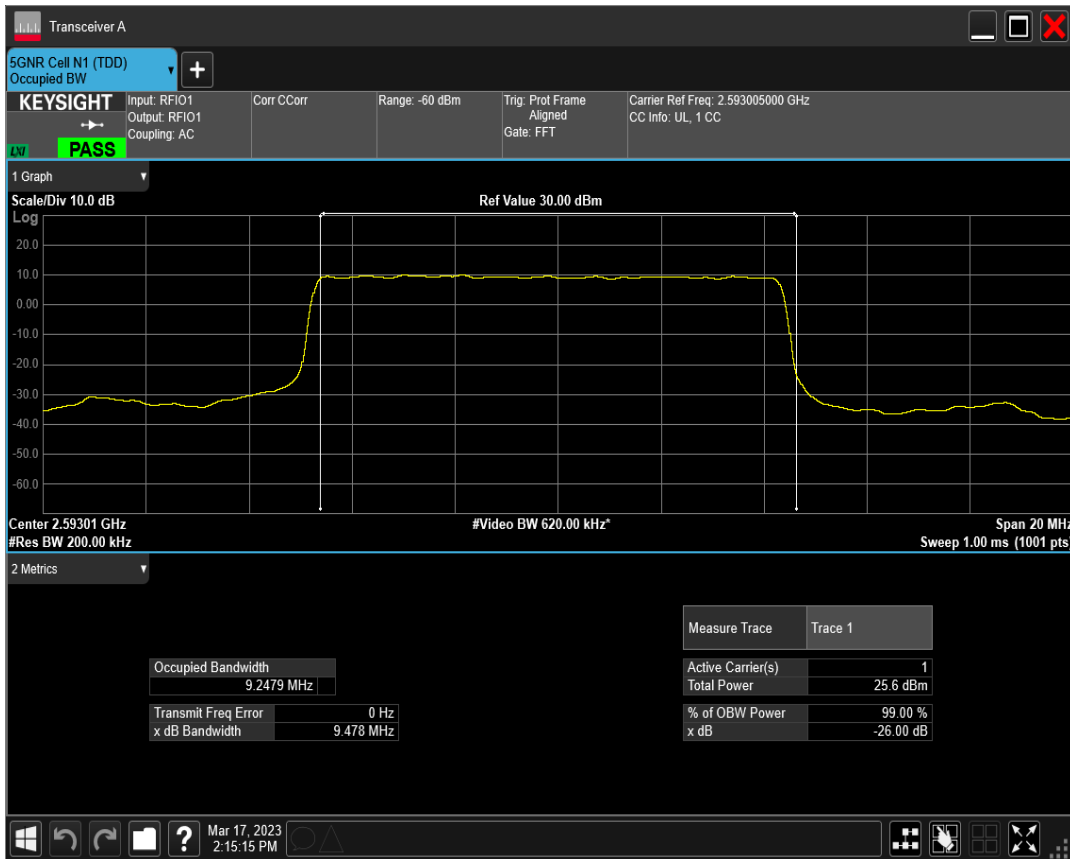 Transceiver A
5GNR Cell N1 (TDD)
Occupied BW
+
KEYSIGHT
LXI
PASS
Input: RFIO1
Output: RFIO1
Coupling: AC
Corr CCorr
Range: -60 dBm
Trig: Prot Frame
Aligned
Gate: FFT
Carrier Ref Freq: 2.593005000 GHz
CC Info: UL, 1 CC
1 Graph
Scale/Div 10.0 dB
Ref Value 30.00 dBm
Log
20.0
10.0
0.00
-10.0
-20.0
-30.0
-40.0
-50.0
-60.0
Center 2.59301 GHz
#Video BW 620.00 kHz*
Span 20 MHz
#Res BW 200.00 kHz
Sweep 1.00 ms (1001 pts)
2 Metrics
Measure Trace Trace 1
Occupied Bandwidth
9.2479 MHz
Active Carrier(s) 1
Total Power 25.6 dBm
Transmit Freq Error 0 Hz
x dB Bandwidth 9.478 MHz
% of OBW Power 99.00 %
x dB -26.00 dB
?
Mar 17, 2023
2:15:15 PM